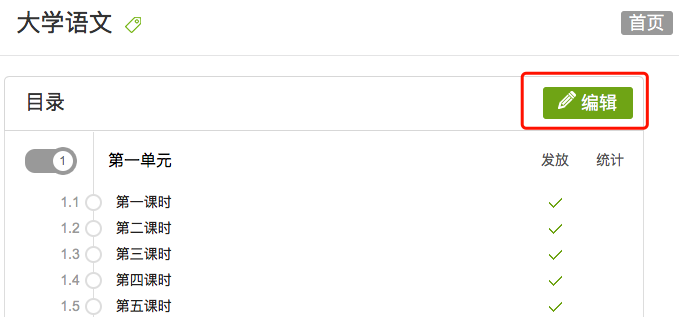 大学语文
首页
目录
编辑
1 第一单元 发放 统计
1.1 第一课时
1.2 第二课时
1.3 第三课时
1.4 第四课时
1.5 第五课时